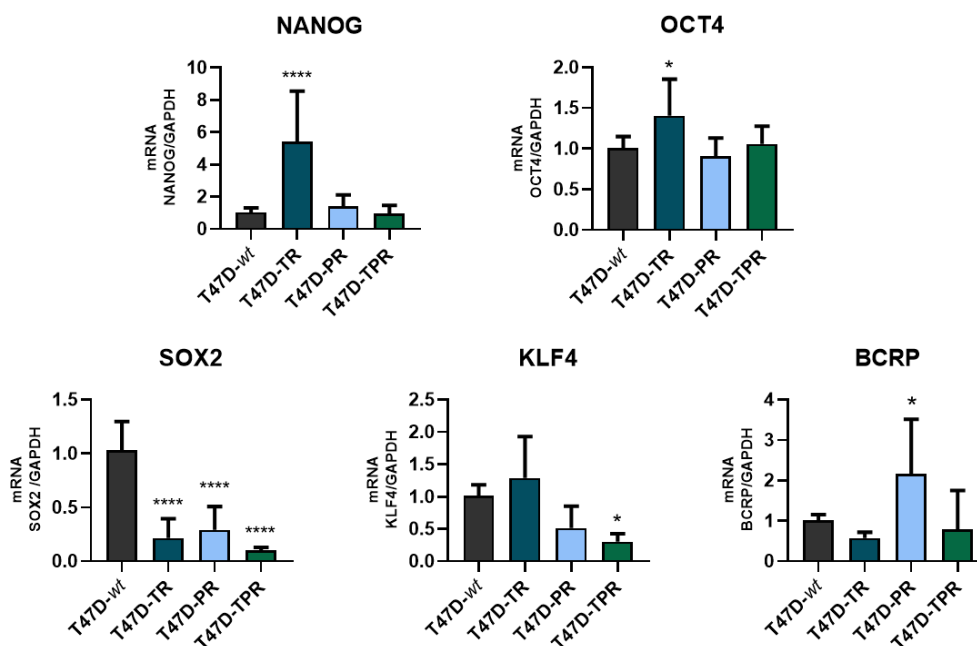 NANOG
mRNA
NANOG/GAPDH
10
8
6
4
2
0
****
T47D-wt
T47D-TR
T47D-PR
T47D-TPR
OCT4
mRNA
OCT4/GAPDH
2.0
1.5
1.0
0.5
0.0
*
T47D-wt
T47D-TR
T47D-PR
T47D-TPR
SOX2
mRNA
SOX2 /GAPDH
1.5
1.0
0.5
0.0
****
****
****
T47D-wt
T47D-TR
T47D-PR
T47D-TPR
KLF4
mRNA
KLF4/GAPDH
2.5
2.0
1.5
1.0
0.5
0.0
*
T47D-wt
T47D-TR
T47D-PR
T47D-TPR
BCRP
mRNA
BCRP/GAPDH
4
3
2
1
0
*
T47D-wt
T47D-TR
T47D-PR
T47D-TPR